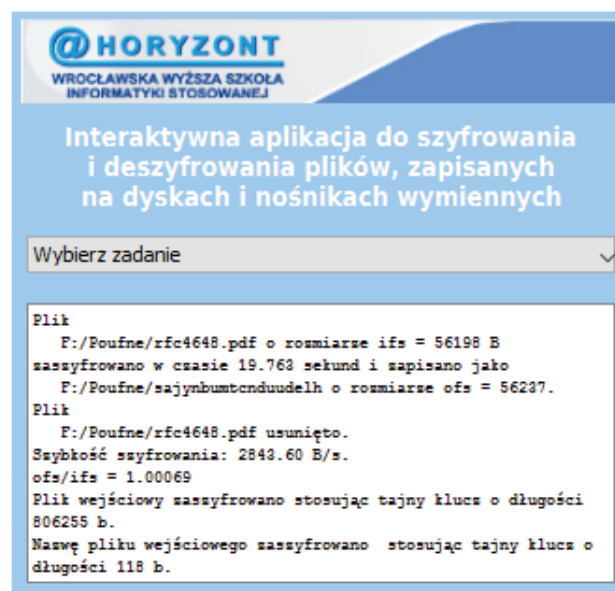 @HORYZONT
WROCŁAWSKA WYŻSZA SZKOŁA
INFORMATYKI STOSOWANEJ
Interaktywna aplikacja do szyfrowania
i deszyfrowania plików, zapisanych
na dyskach i nośnikach wymiennych
Wybierz zadanie
Plik
F:/Poufne/rfc4648.pdf o rozmiarze ifs = 56198 B
zaszyfrowano w czasie 19.763 sekund i zapisano jako
F:/Poufne/sajynbumtcnduudelh o rozmiarze ofs = 56237.
Plik
F:/Poufne/rfc4648.pdf usunięto.
Szybkość szyfrowania: 2843.60 B/s.
ofs/ifs = 1.00069
Plik wejściowy zaszyfrowano stosując tajny klucz o długości
806255 b.
Nazwę pliku wejściowego zaszyfrowano stosując tajny klucz o
długości 118 b.